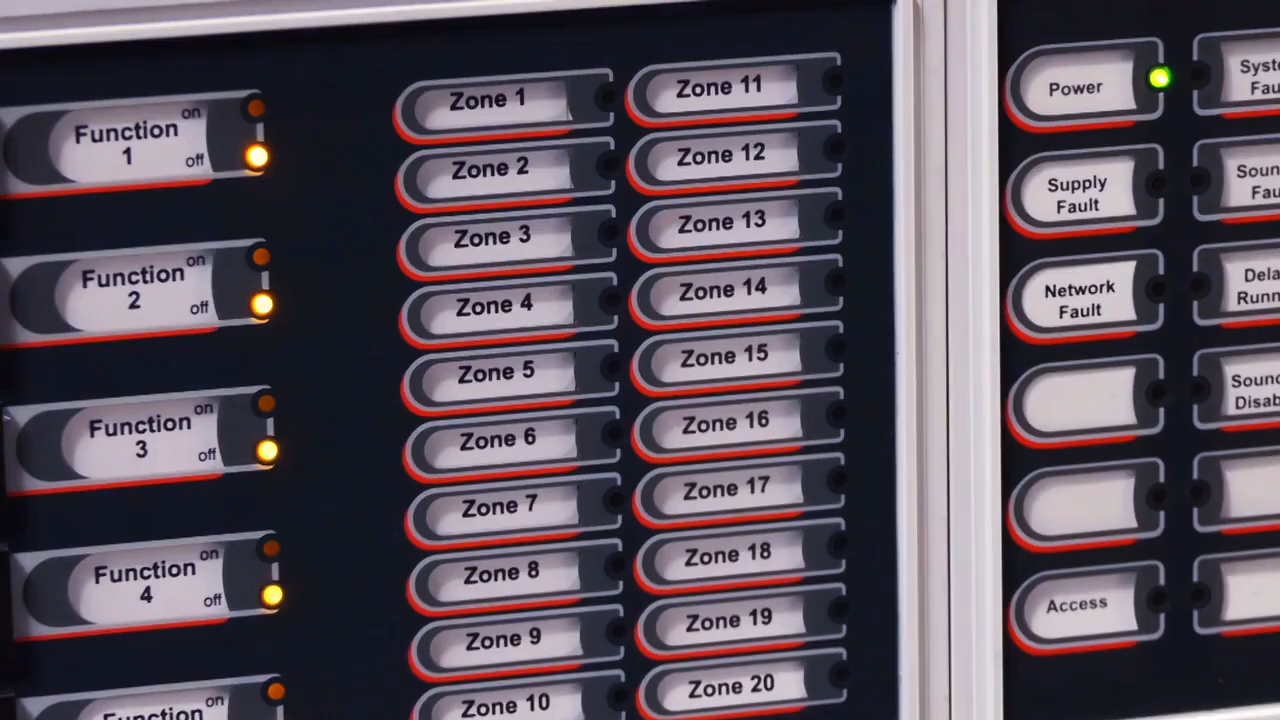 on
Function
1
off
on
Function
2
off
on
Function
3
off
on
Function
4
off
on
Function
Zone 1
Zone 2
Zone 3
Zone 4
Zone 5
Zone 6
Zone 7
Zone 8
Zone 9
Zone 10
Zone 11
Zone 12
Zone 13
Zone 14
Zone 15
Zone 16
Zone 17
Zone 18
Zone 19
Zone 20
Power
Supply
Fault
Network
Fault
Access